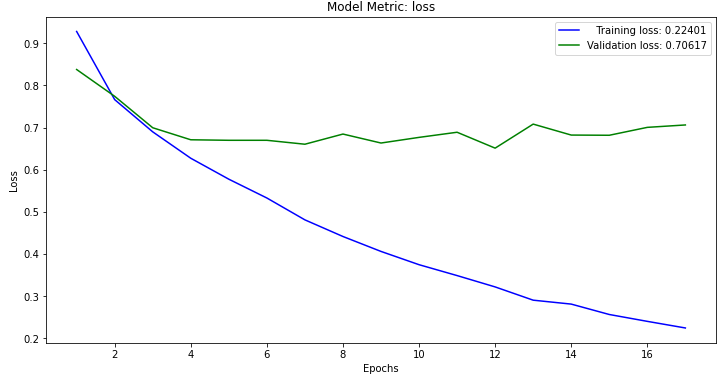 Model Metric: loss
Training loss: 0.22401
Validation loss: 0.70617
0.9
0.8
0.7
0.6
0.5
0.4
0.3
0.2
Loss
2 4 6 8 10 12 14 16
Epochs